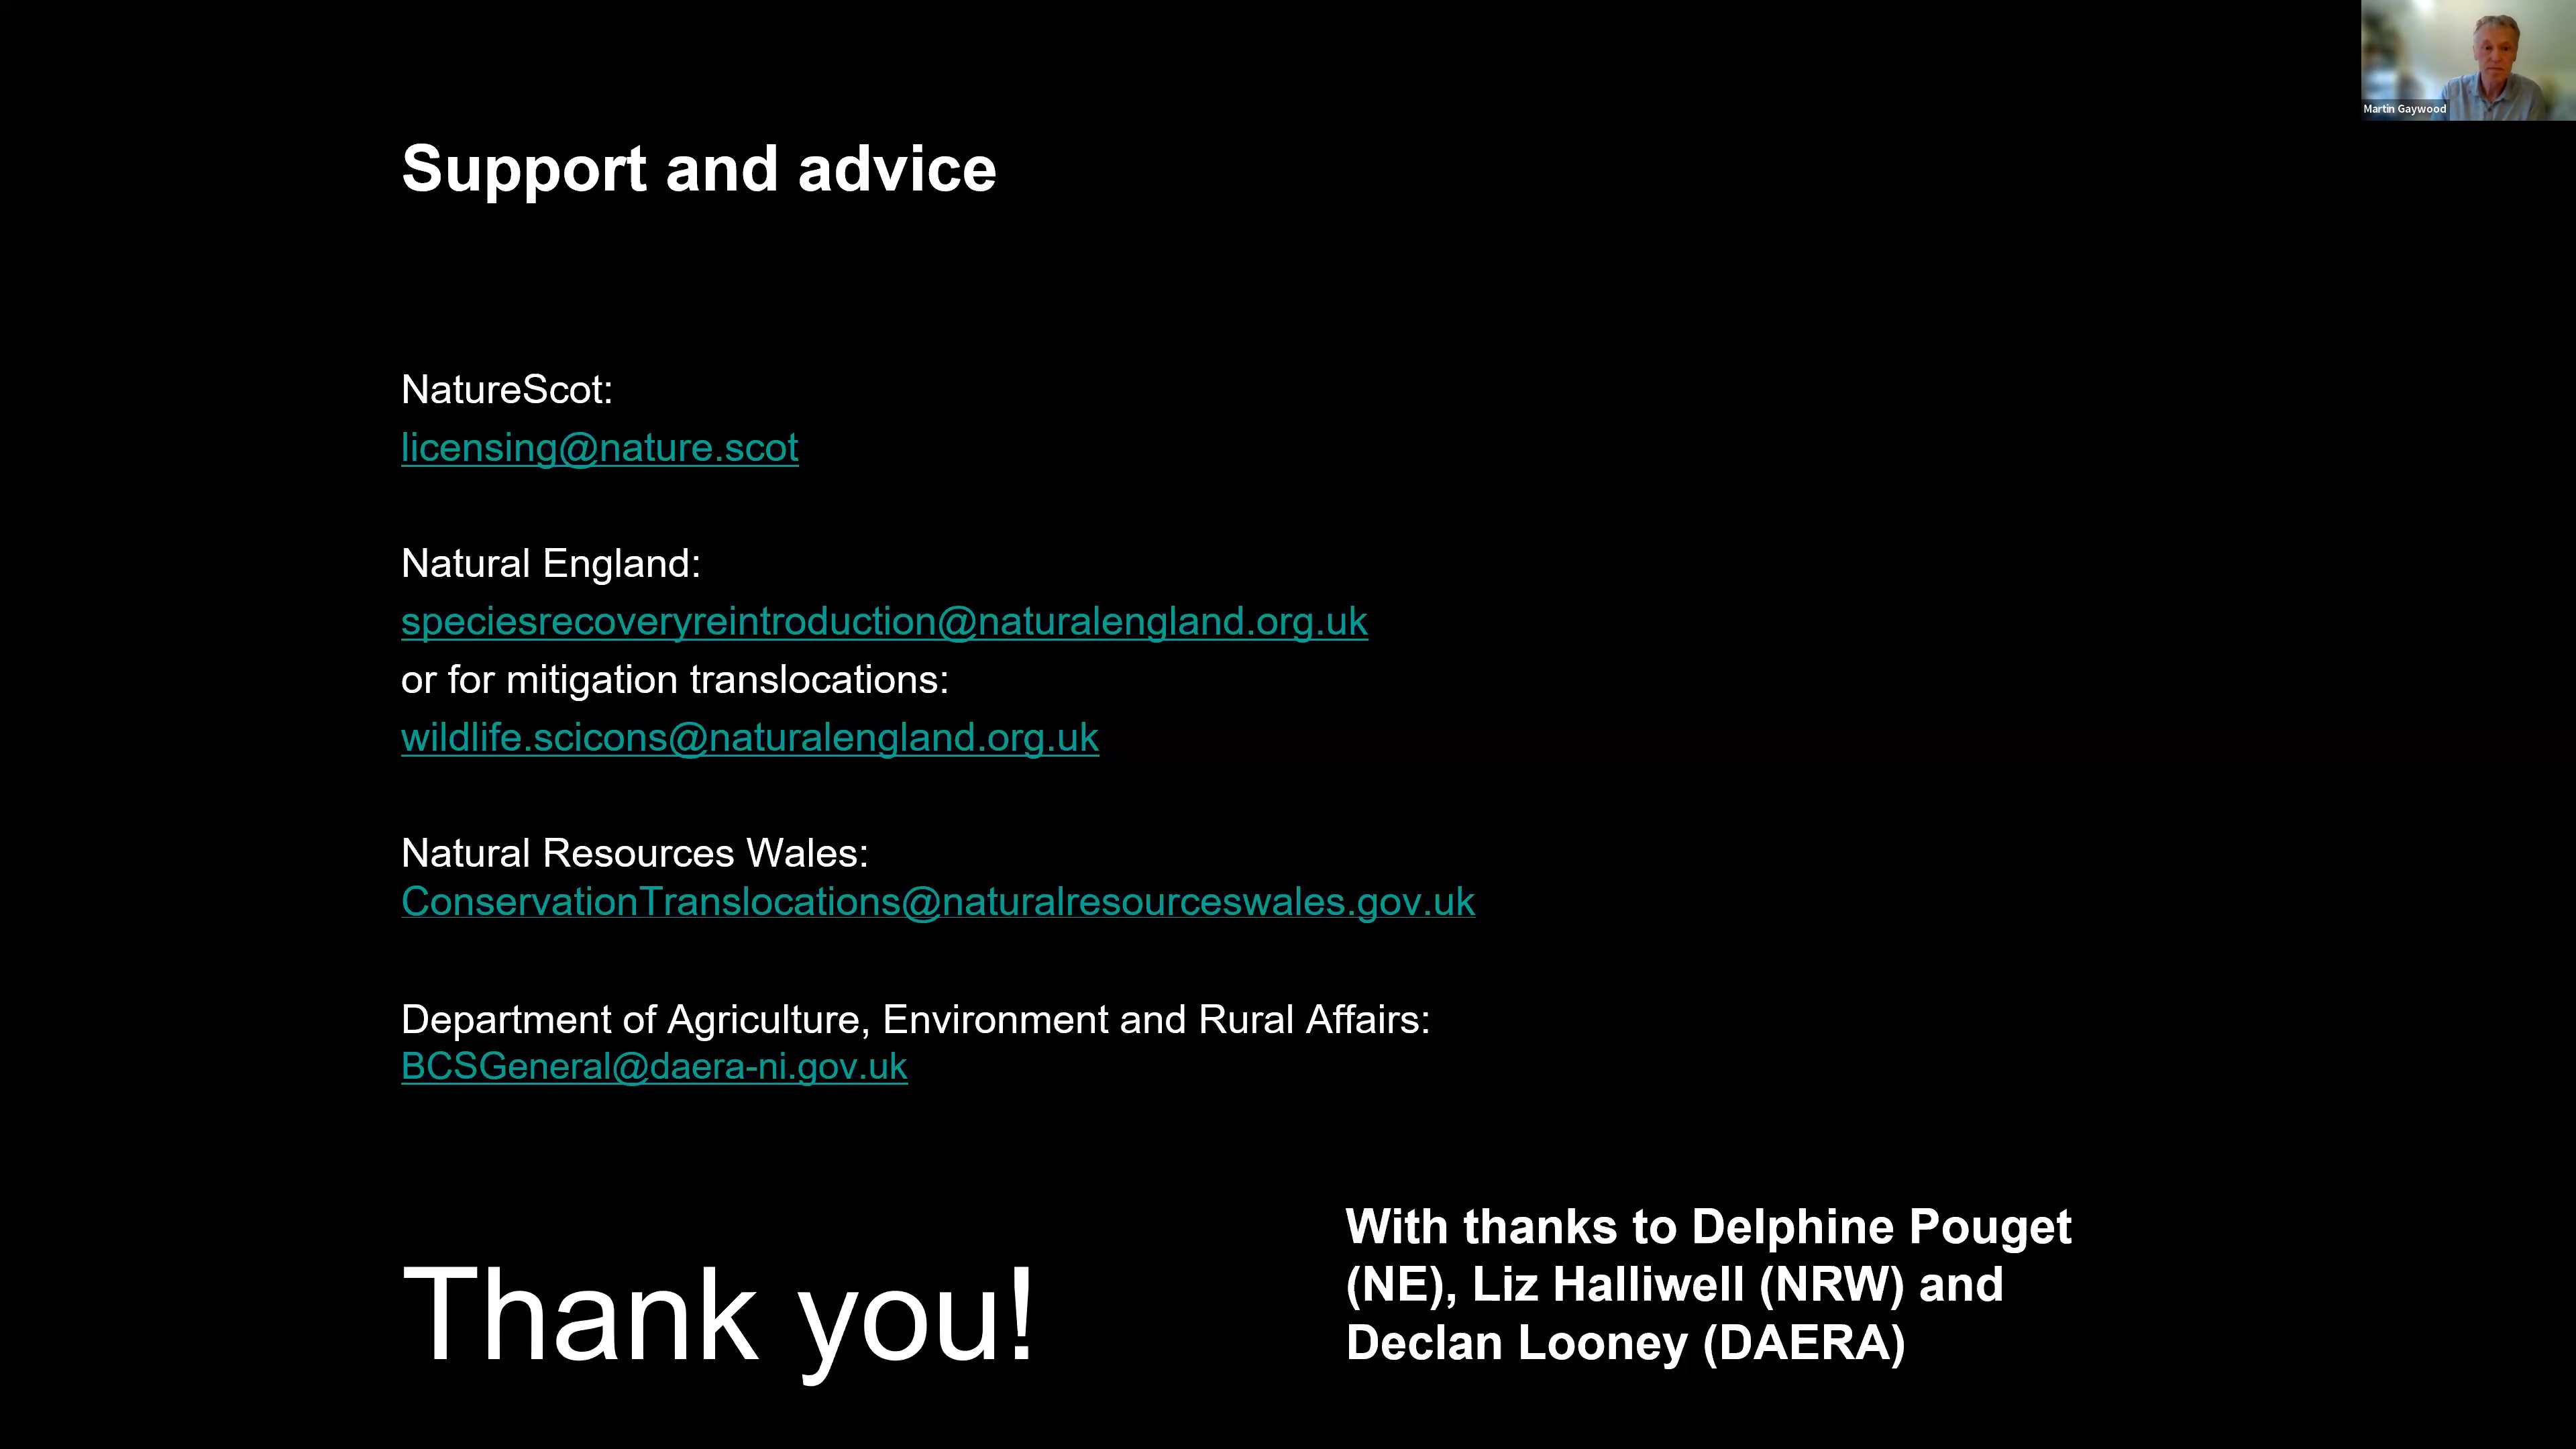 Martin Gaywood
Support and advice
NatureScot:
licensing@nature.scot
Natural England:
speciesrecoveryreintroduction@naturalengland.org.uk
or for mitigation translocations:
wildlife.scicons@naturalengland.org.uk
Natural Resources Wales:
ConservationTranslocations@naturalresourceswales.gov.uk
Department of Agriculture, Environment and Rural Affairs:
BCSGeneral@daera-ni.gov.uk
Thank you!
With thanks to Delphine Pouget
(NE), Liz Halliwell (NRW) and
Declan Looney (DAERA)